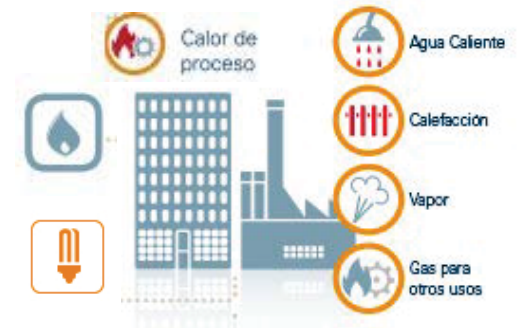 Calor de
proceso
Agua Caliente
Calefacción
Vapor
Gas para
otros usos